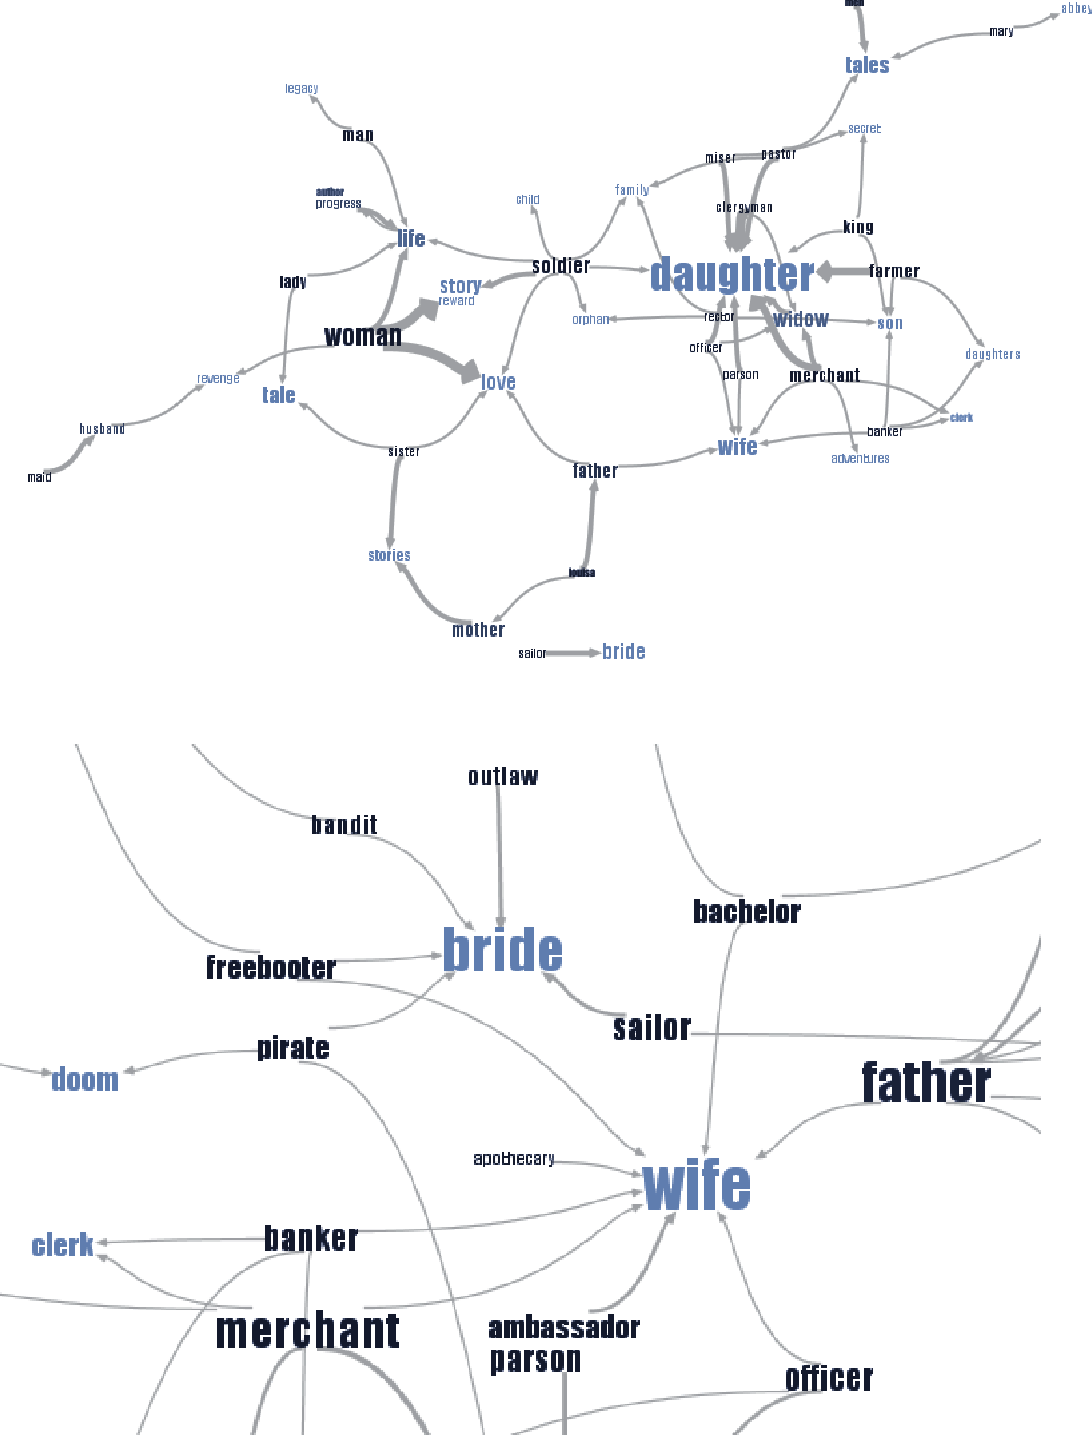 abbey
mary
tales
legacy
man
secret
miser
pastor
author
progress
child
family
clergyman
king
life
soldier
daughter
farmer
lady
story
reward
orphan
rector
widow
son
woman
officer
daughters
revenge
tale
love
parson
merchant
clerk
husband
banker
sister
wife
adventures
father
maid
stories
louisa
mother
sailor
bride
outlaw
bandit
bachelor
bride
freebooter
sailor
pirate
doom
father
apothecary
wife
banker
clerk
merchant
ambassador
parson
officer